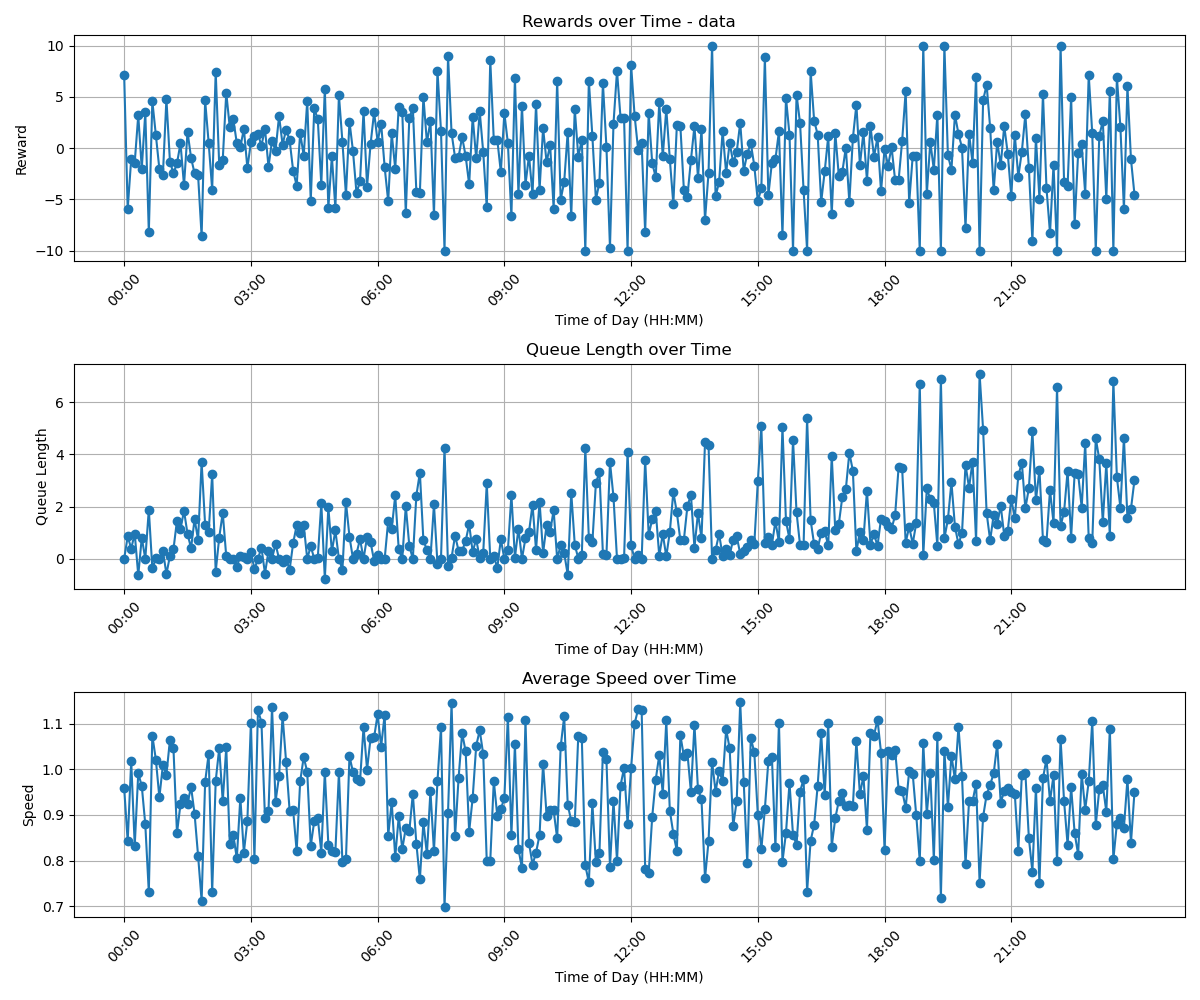 Rewards over Time - data
10
5
0
−5
−10
Reward
00:00 03:00 06:00 09:00 12:00 15:00 18:00 21:00
Time of Day (HH:MM)
Queue Length over Time
6
4
2
0
Queue Length
00:00 03:00 06:00 09:00 12:00 15:00 18:00 21:00
Time of Day (HH:MM)
Average Speed over Time
1.1
1.0
0.9
0.8
0.7
Speed
00:00 03:00 06:00 09:00 12:00 15:00 18:00 21:00
Time of Day (HH:MM)